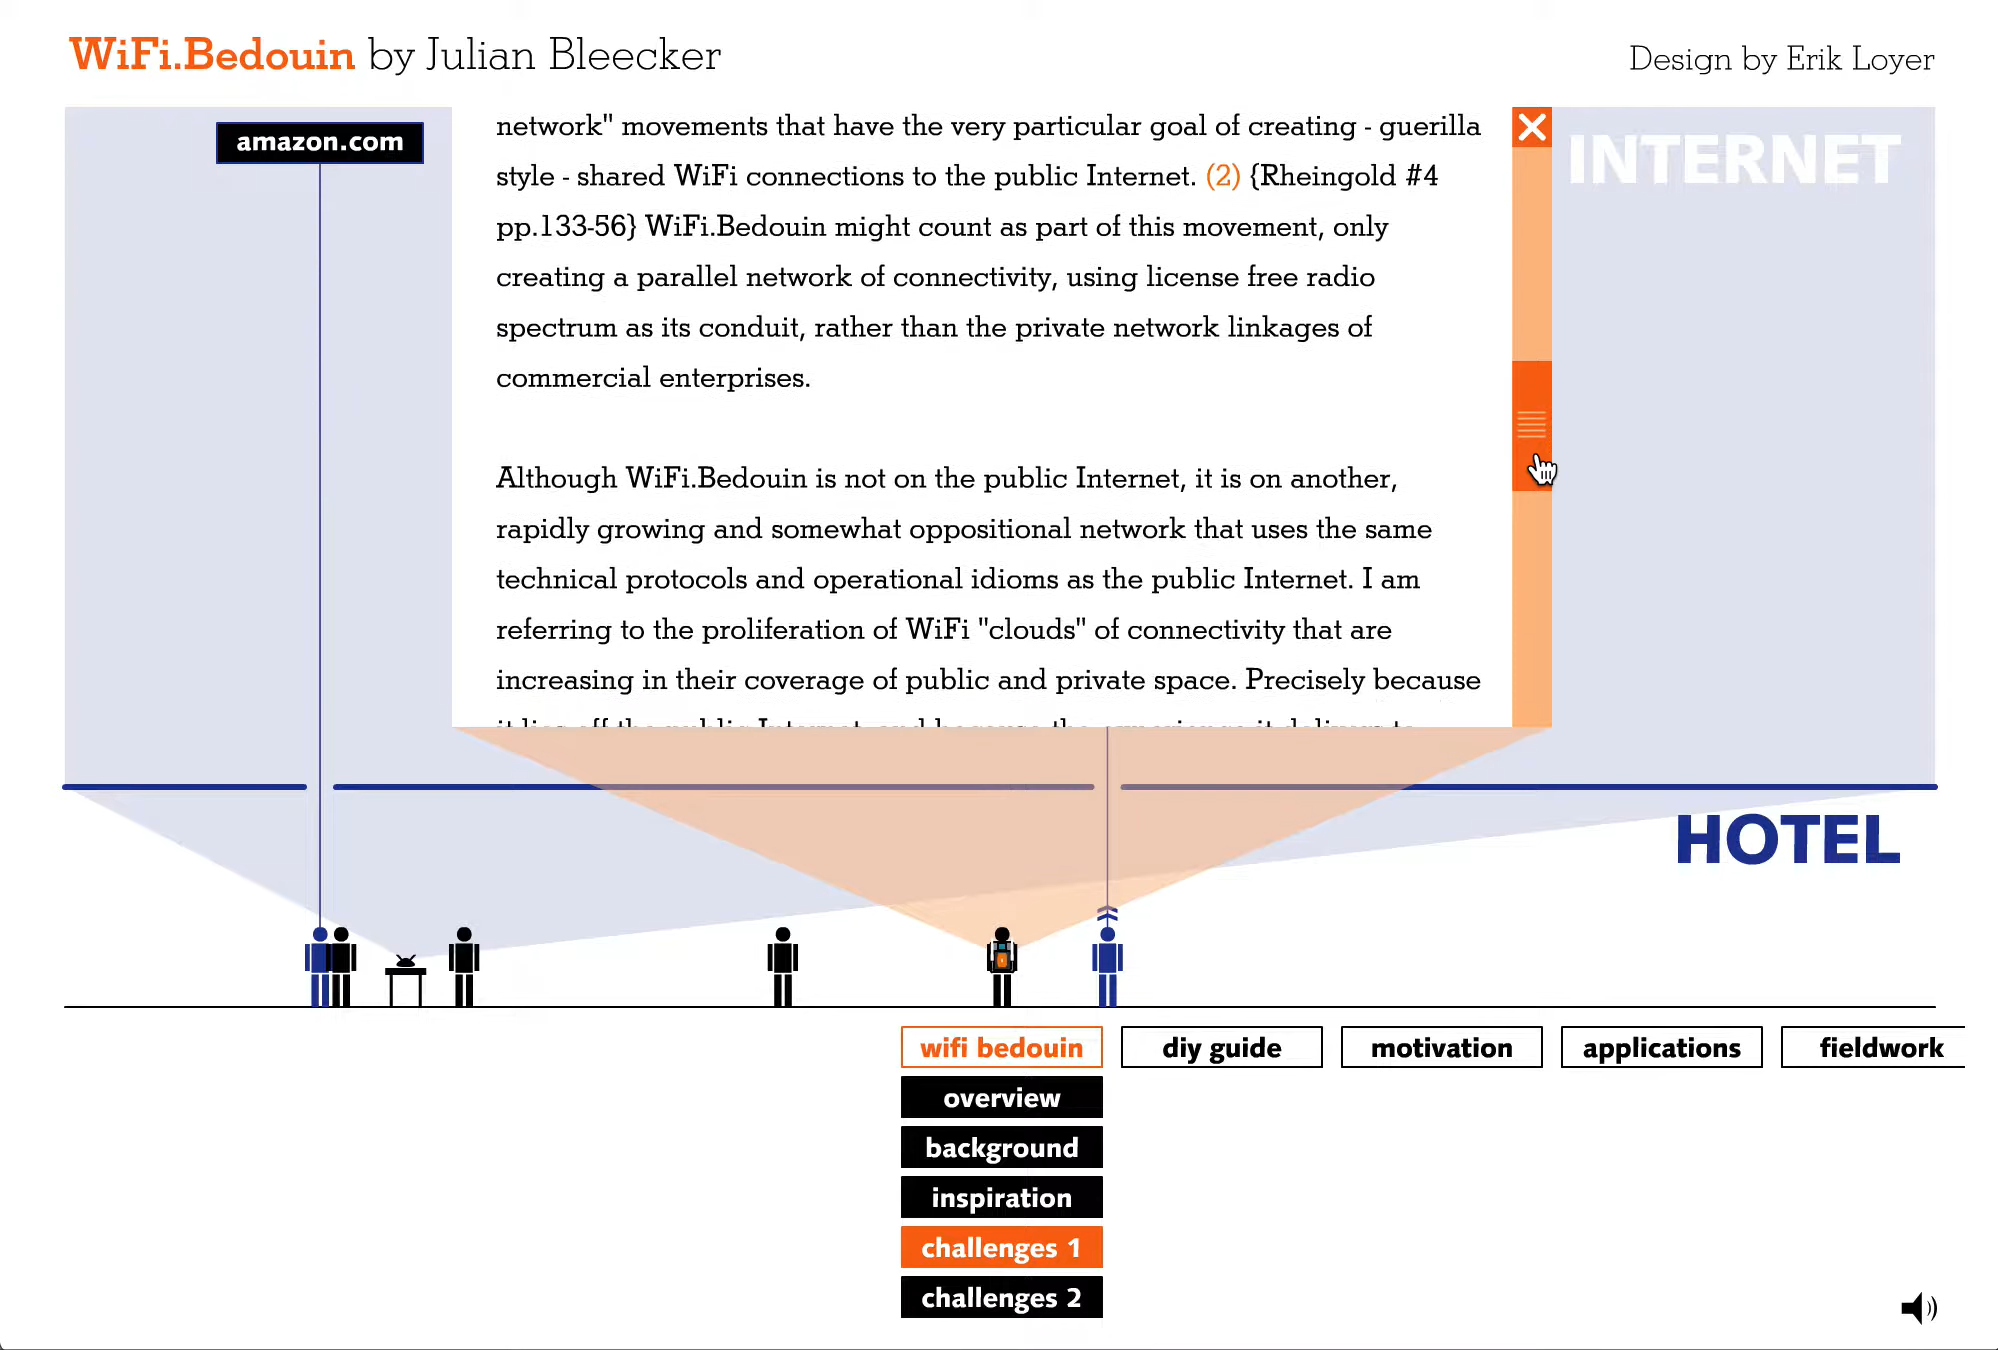 WiFi.Bedouin by Julian Bleecker
Design by Erik Loyer
amazon.com
INTERNET
network" movements that have the very particular goal of creating - guerilla
style - shared WiFi connections to the public Internet. (2) {Rheingold #4
pp.133-56} WiFi.Bedouin might count as part of this movement, only
creating a parallel network of connectivity, using license free radio
spectrum as its conduit, rather than the private network linkages of
commercial enterprises.
Although WiFi.Bedouin is not on the public Internet, it is on another,
rapidly growing and somewhat oppositional network that uses the same
technical protocols and operational idioms as the public Internet. I am
referring to the proliferation of WiFi "clouds" of connectivity that are
increasing in their coverage of public and private space. Precisely because
HOTEL
wifi bedouin
diy guide
motivation
applications
fieldwork
overview
background
inspiration
challenges 1
challenges 2